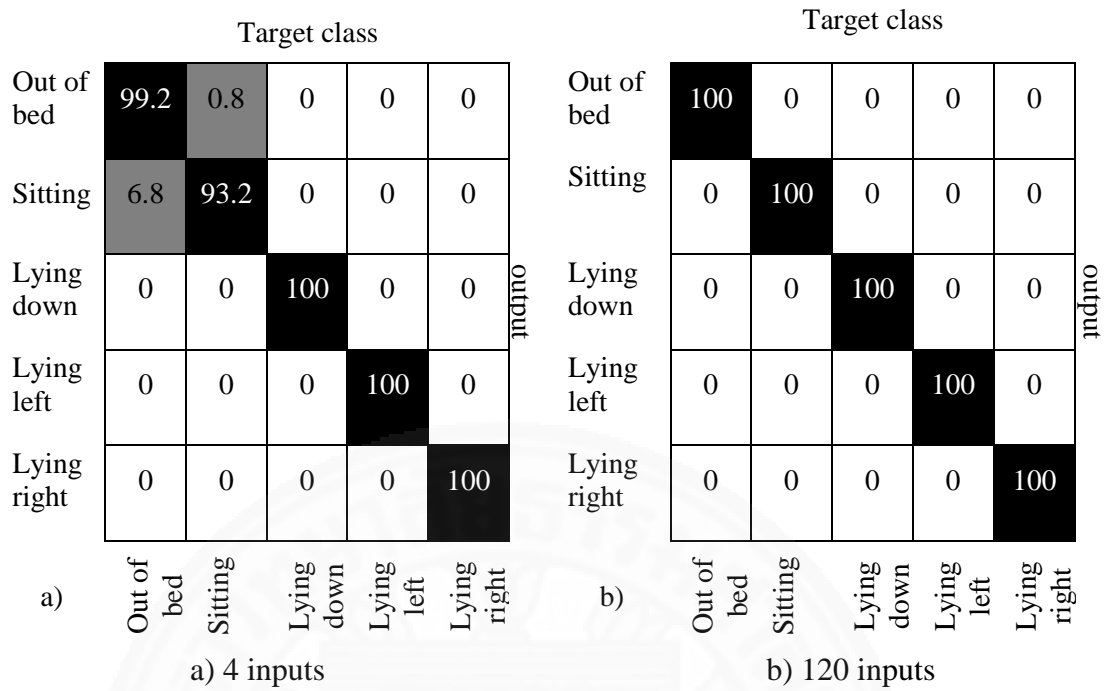 Target class
Out of bed 99.2 0.8 0 0 0
Sitting 6.8 93.2 0 0 0
Lying down 0 0 100 0 0
Lying left 0 0 0 100 0
Lying right 0 0 0 0 100
output
Out of bed Sitting Lying down Lying left Lying right
a)
a) 4 inputs
Target class
Out of bed 100 0 0 0 0
Sitting 0 100 0 0 0
Lying down 0 0 100 0 0
Lying left 0 0 0 100 0
Lying right 0 0 0 0 100
output
Out of bed Sitting Lying down Lying left Lying right
b)
b) 120 inputs